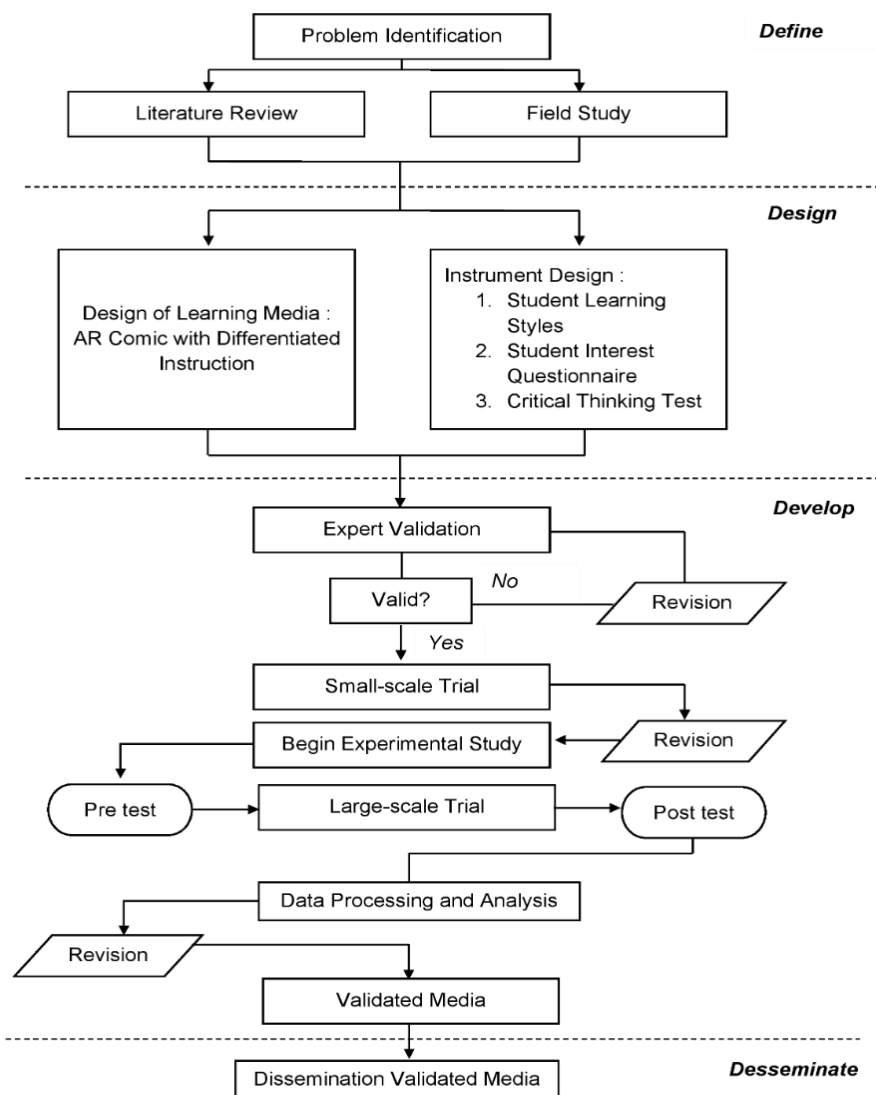 Problem Identification
Define
Literature Review
Field Study
Design
Design of Learning Media :
AR Comic with Differentiated
Instruction
Instrument Design :
1. Student Learning
Styles
2. Student Interest
Questionnaire
3. Critical Thinking Test
Develop
Expert Validation
No
Valid?
Revision
Yes
Small-scale Trial
Begin Experimental Study
Revision
Pre test
Large-scale Trial
Post test
Data Processing and Analysis
Revision
Validated Media
Desseminate
Dissemination Validated Media